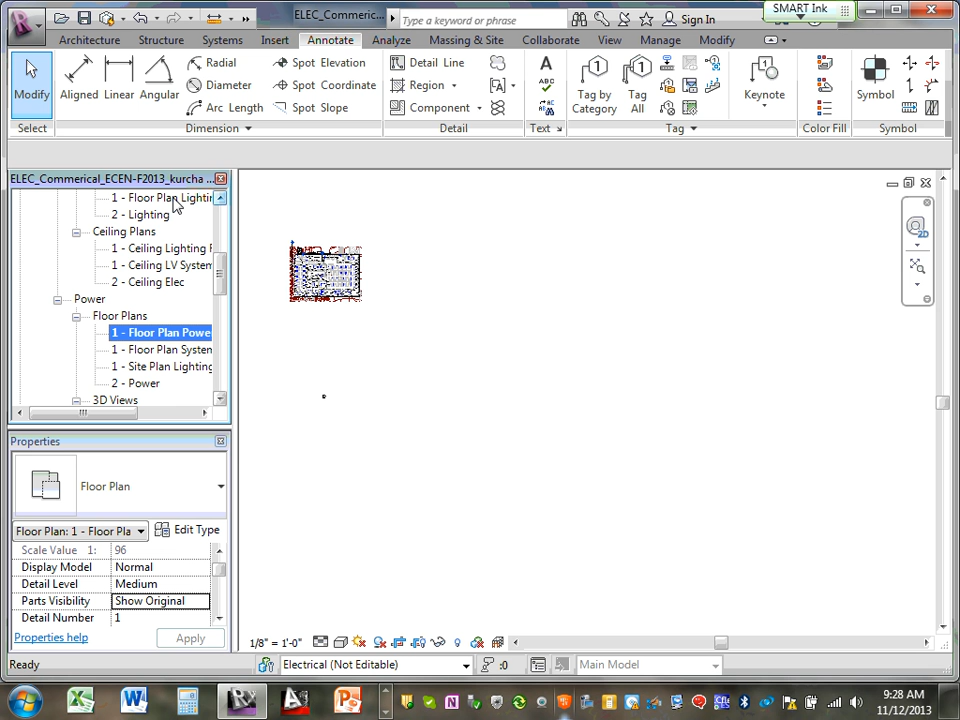 ELEC_Commeric...
Type a keyword or phrase
Sign In
SMART Ink
Architecture Structure Systems Insert Annotate Analyze Massing & Site Collaborate View Manage Modify
Modify
Aligned
Linear
Angular
Radial
Diameter
Arc Length
Spot Elevation
Spot Coordinate
Spot Slope
Detail Line
Region
Component
A
ABC
Tag by
Category
Tag
All
Keyote
Symbol
Select
Dimension
Detail
Text
Tag
Color Fill
Symbol
ELEC_Commerical_ECEN-F2013_kurcha
1 - Floor Plan Lightin
2 - Lighting
Ceiling Plans
1 - Ceiling Lighting
1 - Ceiling LV System
2 - Ceiling Elec
Power
Floor Plans
1 - Floor Plan Powe
1 - Floor Plan System
1 - Site Plan Lighting
2 - Power
3D Views
2D
Properties
Floor Plan
Floor Plan: 1 - Floor Pla
Edit Type
Scale Value 1: 96
Display Model Normal
Detail Level Medium
Parts Visibility Show Original
Detail Number 1
Properties help
Apply
1/8" = 1'-0"
Ready
Electrical (Not Editable)
:0
Main Model
9:28 AM
11/12/2013